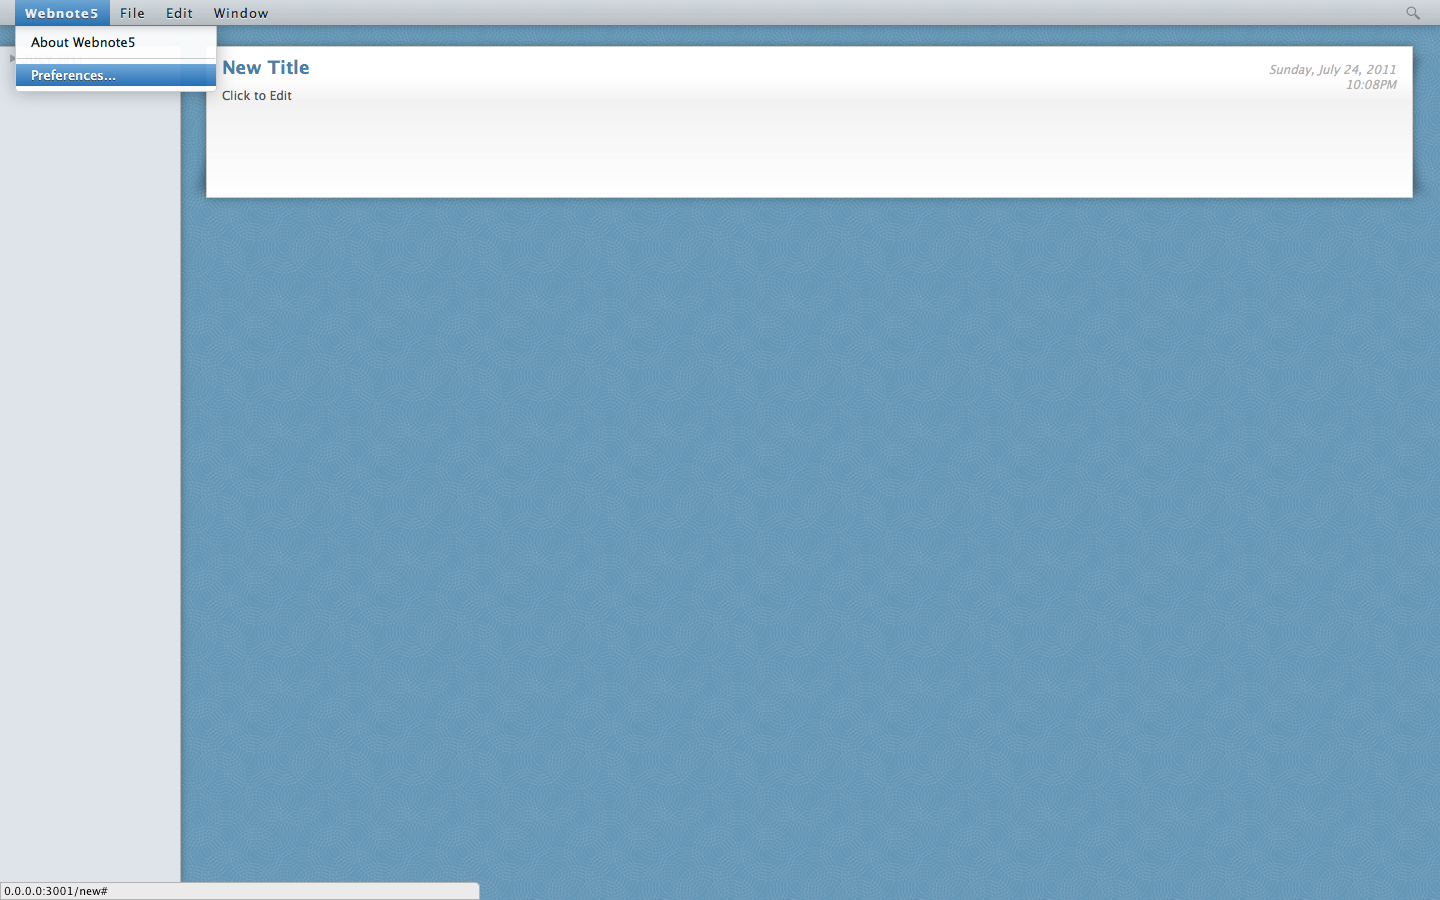 Webnote5 File Edit Window
About Webnote5
Preferences...
New Title
Sunday, July 24, 2011
10:08PM
Click to Edit
0.0.0.0:3001/new#